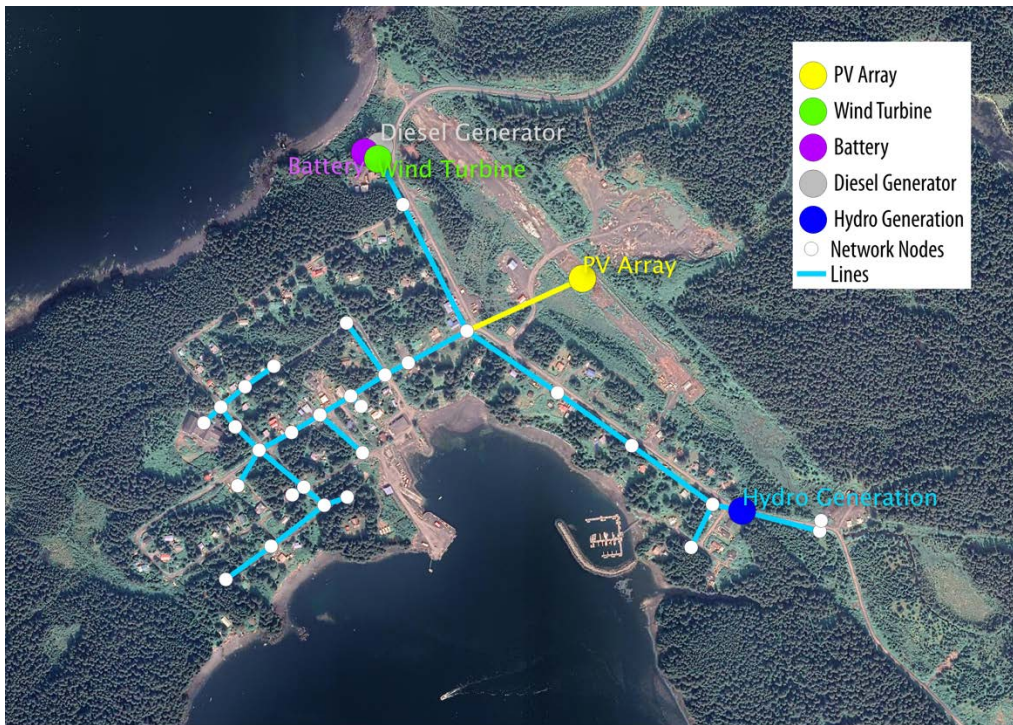 PV Array
Wind Turbine
Battery
Diesel Generator
Hydro Generation
Network Nodes
Lines
Diesel Generator
Battery
Wind Turbine
PV Array
Hydro Generation